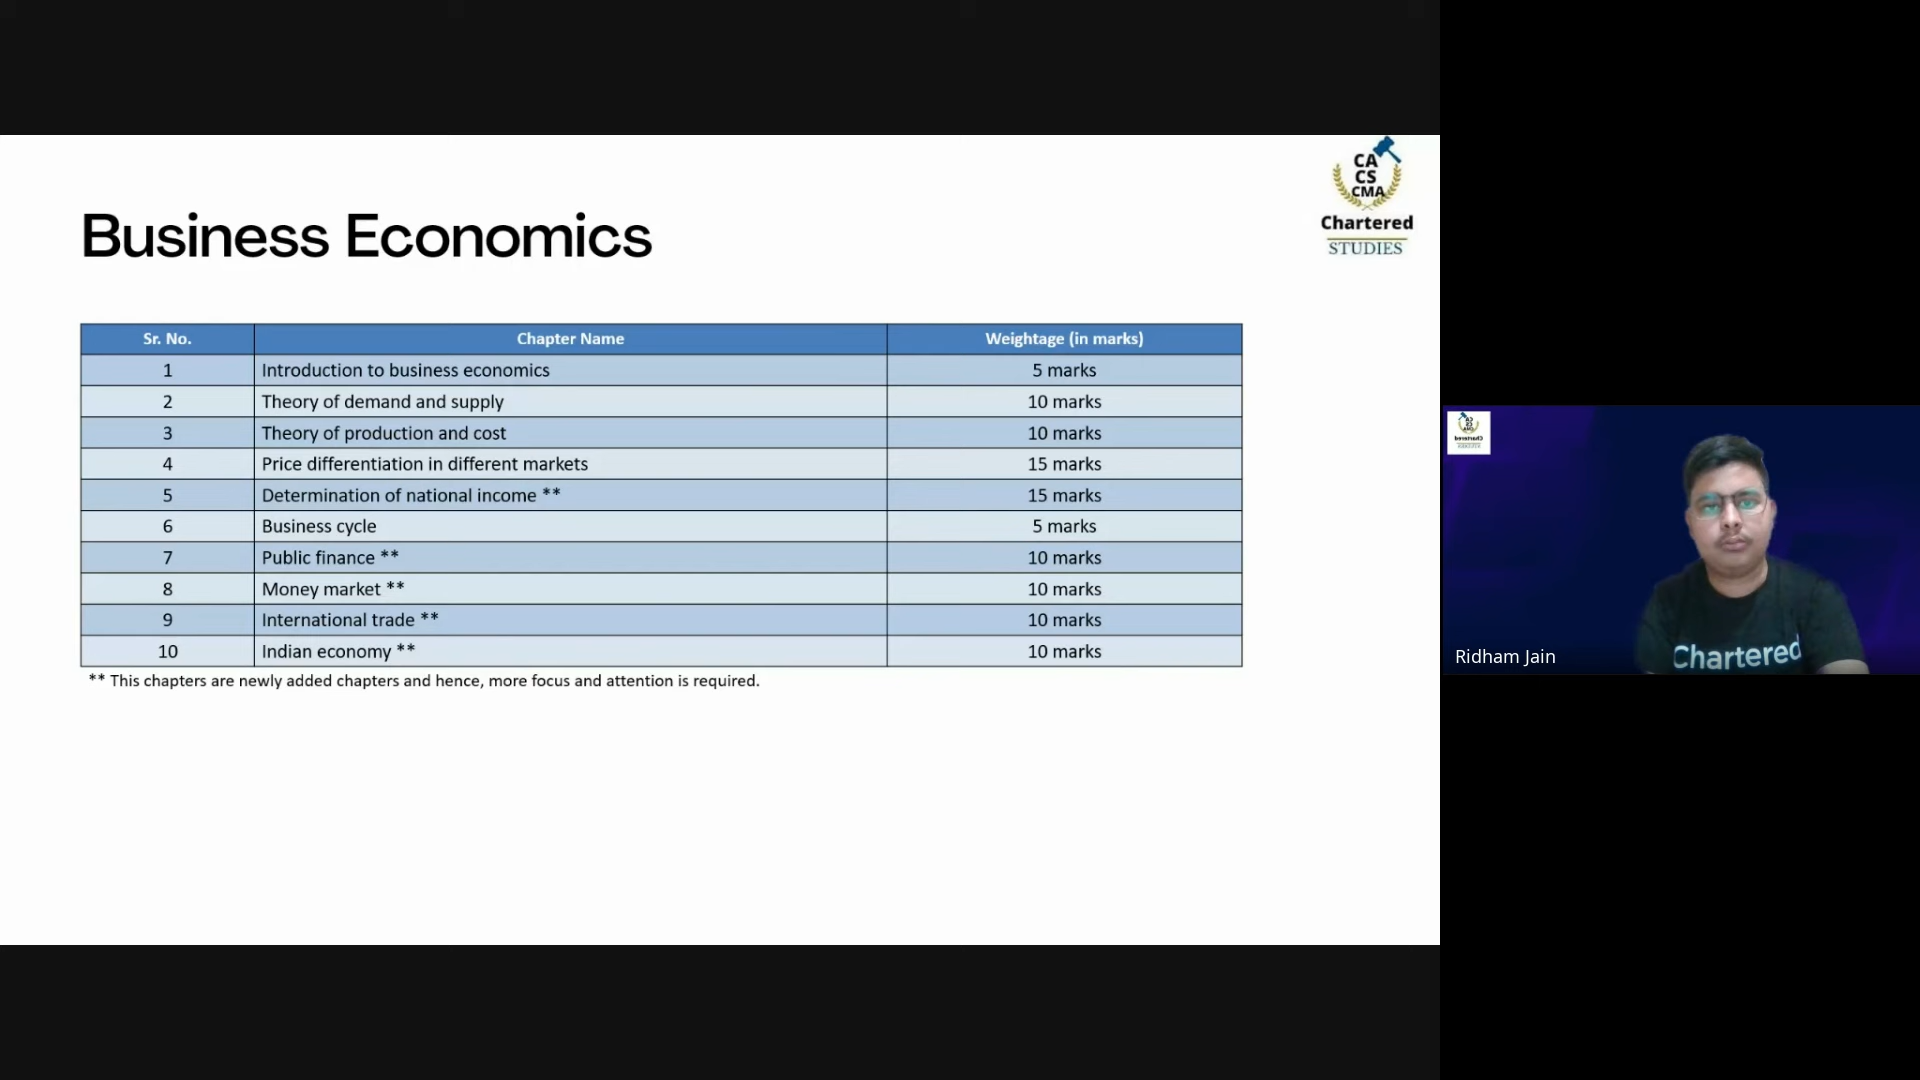 CA
CS
CMA
Chartered
STUDIES
Business Economics
Sr. No. Chapter Name Weightage (in marks)
1 Introduction to business economics 5 marks
2 Theory of demand and supply 10 marks
3 Theory of production and cost 10 marks
4 Price differentiation in different markets 15 marks
5 Determination of national income ** 15 marks
6 Business cycle 5 marks
7 Public finance ** 10 marks
8 Money market ** 10 marks
9 International trade ** 10 marks
10 Indian economy ** 10 marks
** This chapters are newly added chapters and hence, more focus and attention is required.
Chartered
Ridham Jain